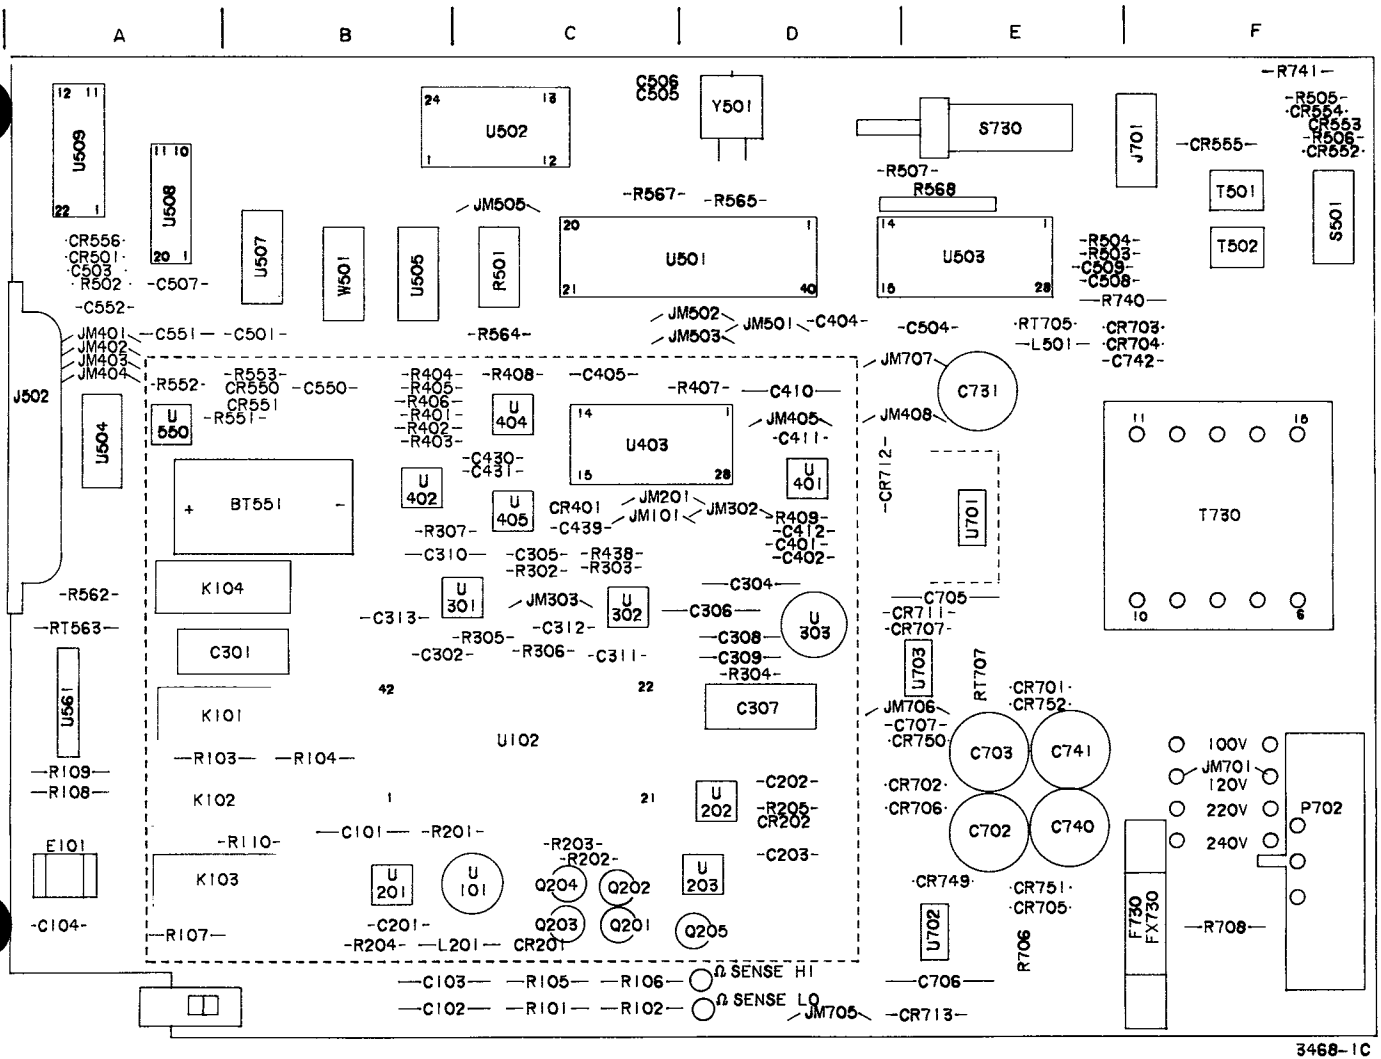 A B C D E F
-R741-
12 11
U509
22 1
11 10
U508
20 1
24 13
U502
1 12
C506
C505
Y501
S730
J701
-R505-
-CR554-
CR553
-R506-
-CR552-
-CR555-
T501
T502
S501
-R507-
R568
-R567-
-R565-
JM505
·CR556·
-CR501-
-C503-
·R502·
-C507-
-C552-
U507
W501
U505
R501
20 1
U501
21 40
14 1
U503
15 28
-R504-
-R503-
-C509-
-C508-
-R740-
JM401
JM402
JM403
JM404
-C551-
-C501-
-R564-
JM502
JM503
JM501
-C404-
-C504-
·RT705·
-L501-
·CR703·
·CR704·
-C742-
J502
-R552-
-R553-
CR550
CR551
-R551-
-C550-
-R404-
-R405-
-R406-
-R401-
-R402-
-R403-
-R408-
-C405-
-R407-
-C410-
JM405
-C411-
JM707
JM408
C731
U504
U
550
U
404
14 1
U403
15 28
U
401
-CR712-
11 15
T730
10 6
+ BT551 -
U
402
-C430-
-C431-
U
405
CR401
-C439-
JM201
JM101
JM302
-R409-
-C412-
-C401-
-C402-
U701
-R307-
-C310-
-C305-
-R302-
-R438-
-R303-
-C304-
K104
-R562-
-RT563-
U
301
JM303
U
302
-C306-
U
303
-C705-
-CR711-
-CR707-
-C313-
-C312-
-R305-
-R306-
-C302-
-C311-
-C308-
-C309-
-R304-
C301
U703
RT707
U561
K101
42 22
U102
1 21
C307
JM706
-C707-
·CR750·
·CR701·
·CR752·
C703
C741
-R103-
-R104-
-R109-
-R108-
K102
U
202
-C202-
-R205-
CR202
-C203-
·CR702·
·CR706·
C702
C740
100V
JM701
120V
220V
240V
P702
E101
-R110-
-C101-
-R201-
-R203-
-R202-
K103
U
201
U
101
Q204
Q202
Q203
Q201
U
203
Q205
·CR749·
·CR751·
·CR705·
U702
R706
F730
FX730
-R708-
-C104-
-R107-
-C201-
-R204-
-L201-
CR201
-C103-
-R105-
-R106-
Ω SENSE HI
-C706-
-C102-
-R101-
-R102-
Ω SENSE LO
JM705
-CR713-
3468-1C